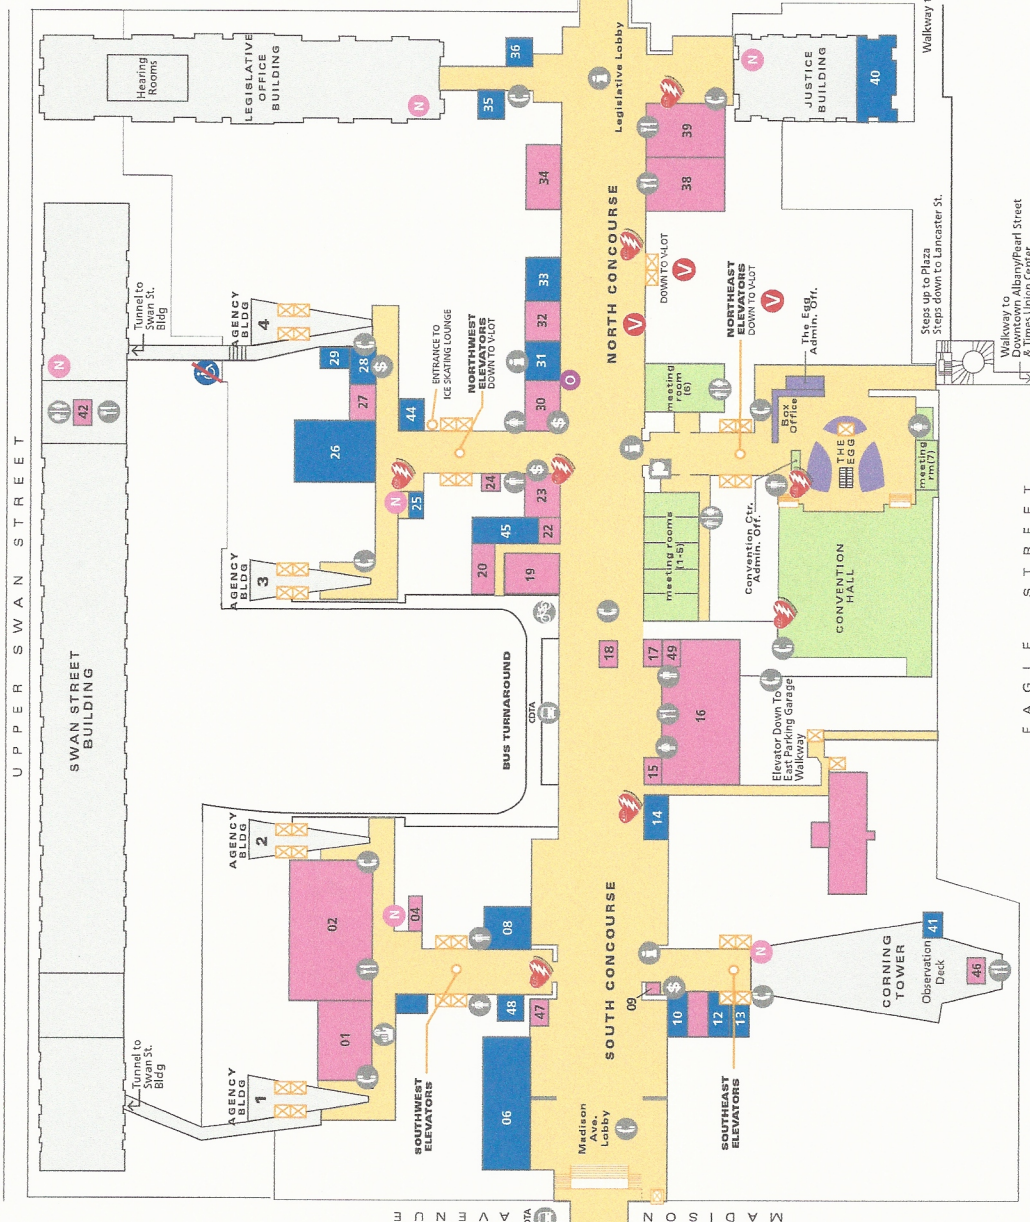 36
Legislative Lobby
N
JUSTICE
BUILDING
40
Walkway t
LEGISLATIVE
OFFICE
BUILDING
Hearing
Rooms
N
35
39
38
34
33
32
31
30
NORTH CONCOURSE
DOWN TO V-LOT
V
V
V
NORTHEAST
ELEVATORS
DOWN TO V-LOT
The Egg
Admin. Off.
Steps up to Plaza
Steps down to Lancaster St.
Walkway to
Downtown Albany/Pearl Street
& Times Union Center
Tunnel to
Swan St.
Bldg
AGENCY
BLDG
4
N
42
29
28
$
27
26
44
ENTRANCE TO
ICE SKATING LOUNGE
NORTHWEST
ELEVATORS
DOWN TO V-LOT
O
$
meeting
room
(6)
Box
Office
THE
EGG
meeting
rm(7)
P
UPPER SWAN STREET
SWAN STREET
BUILDING
N
25
24
$
23
22
45
20
19
AGENCY
BLDG
3
meeting rooms
(1-5)
Convention Ctr.
Admin. Off.
CONVENTION
HALL
EAGLE STREET
BUS TURNAROUND
CDTA
18
17
49
16
15
14
Elevator Down To
East Parking Garage
Walkway
AGENCY
BLDG
2
02
01
N
04
08
48
47
06
SOUTH CONCOURSE
09
$
10
12
13
N
CORNING
TOWER
Observation
Deck
41
46
Tunnel to
Swan St.
Bldg
AGENCY
BLDG
1
SOUTHWEST
ELEVATORS
SOUTHEAST
ELEVATORS
Madison
Ave.
Lobby
MADISON AVENUE
DTA